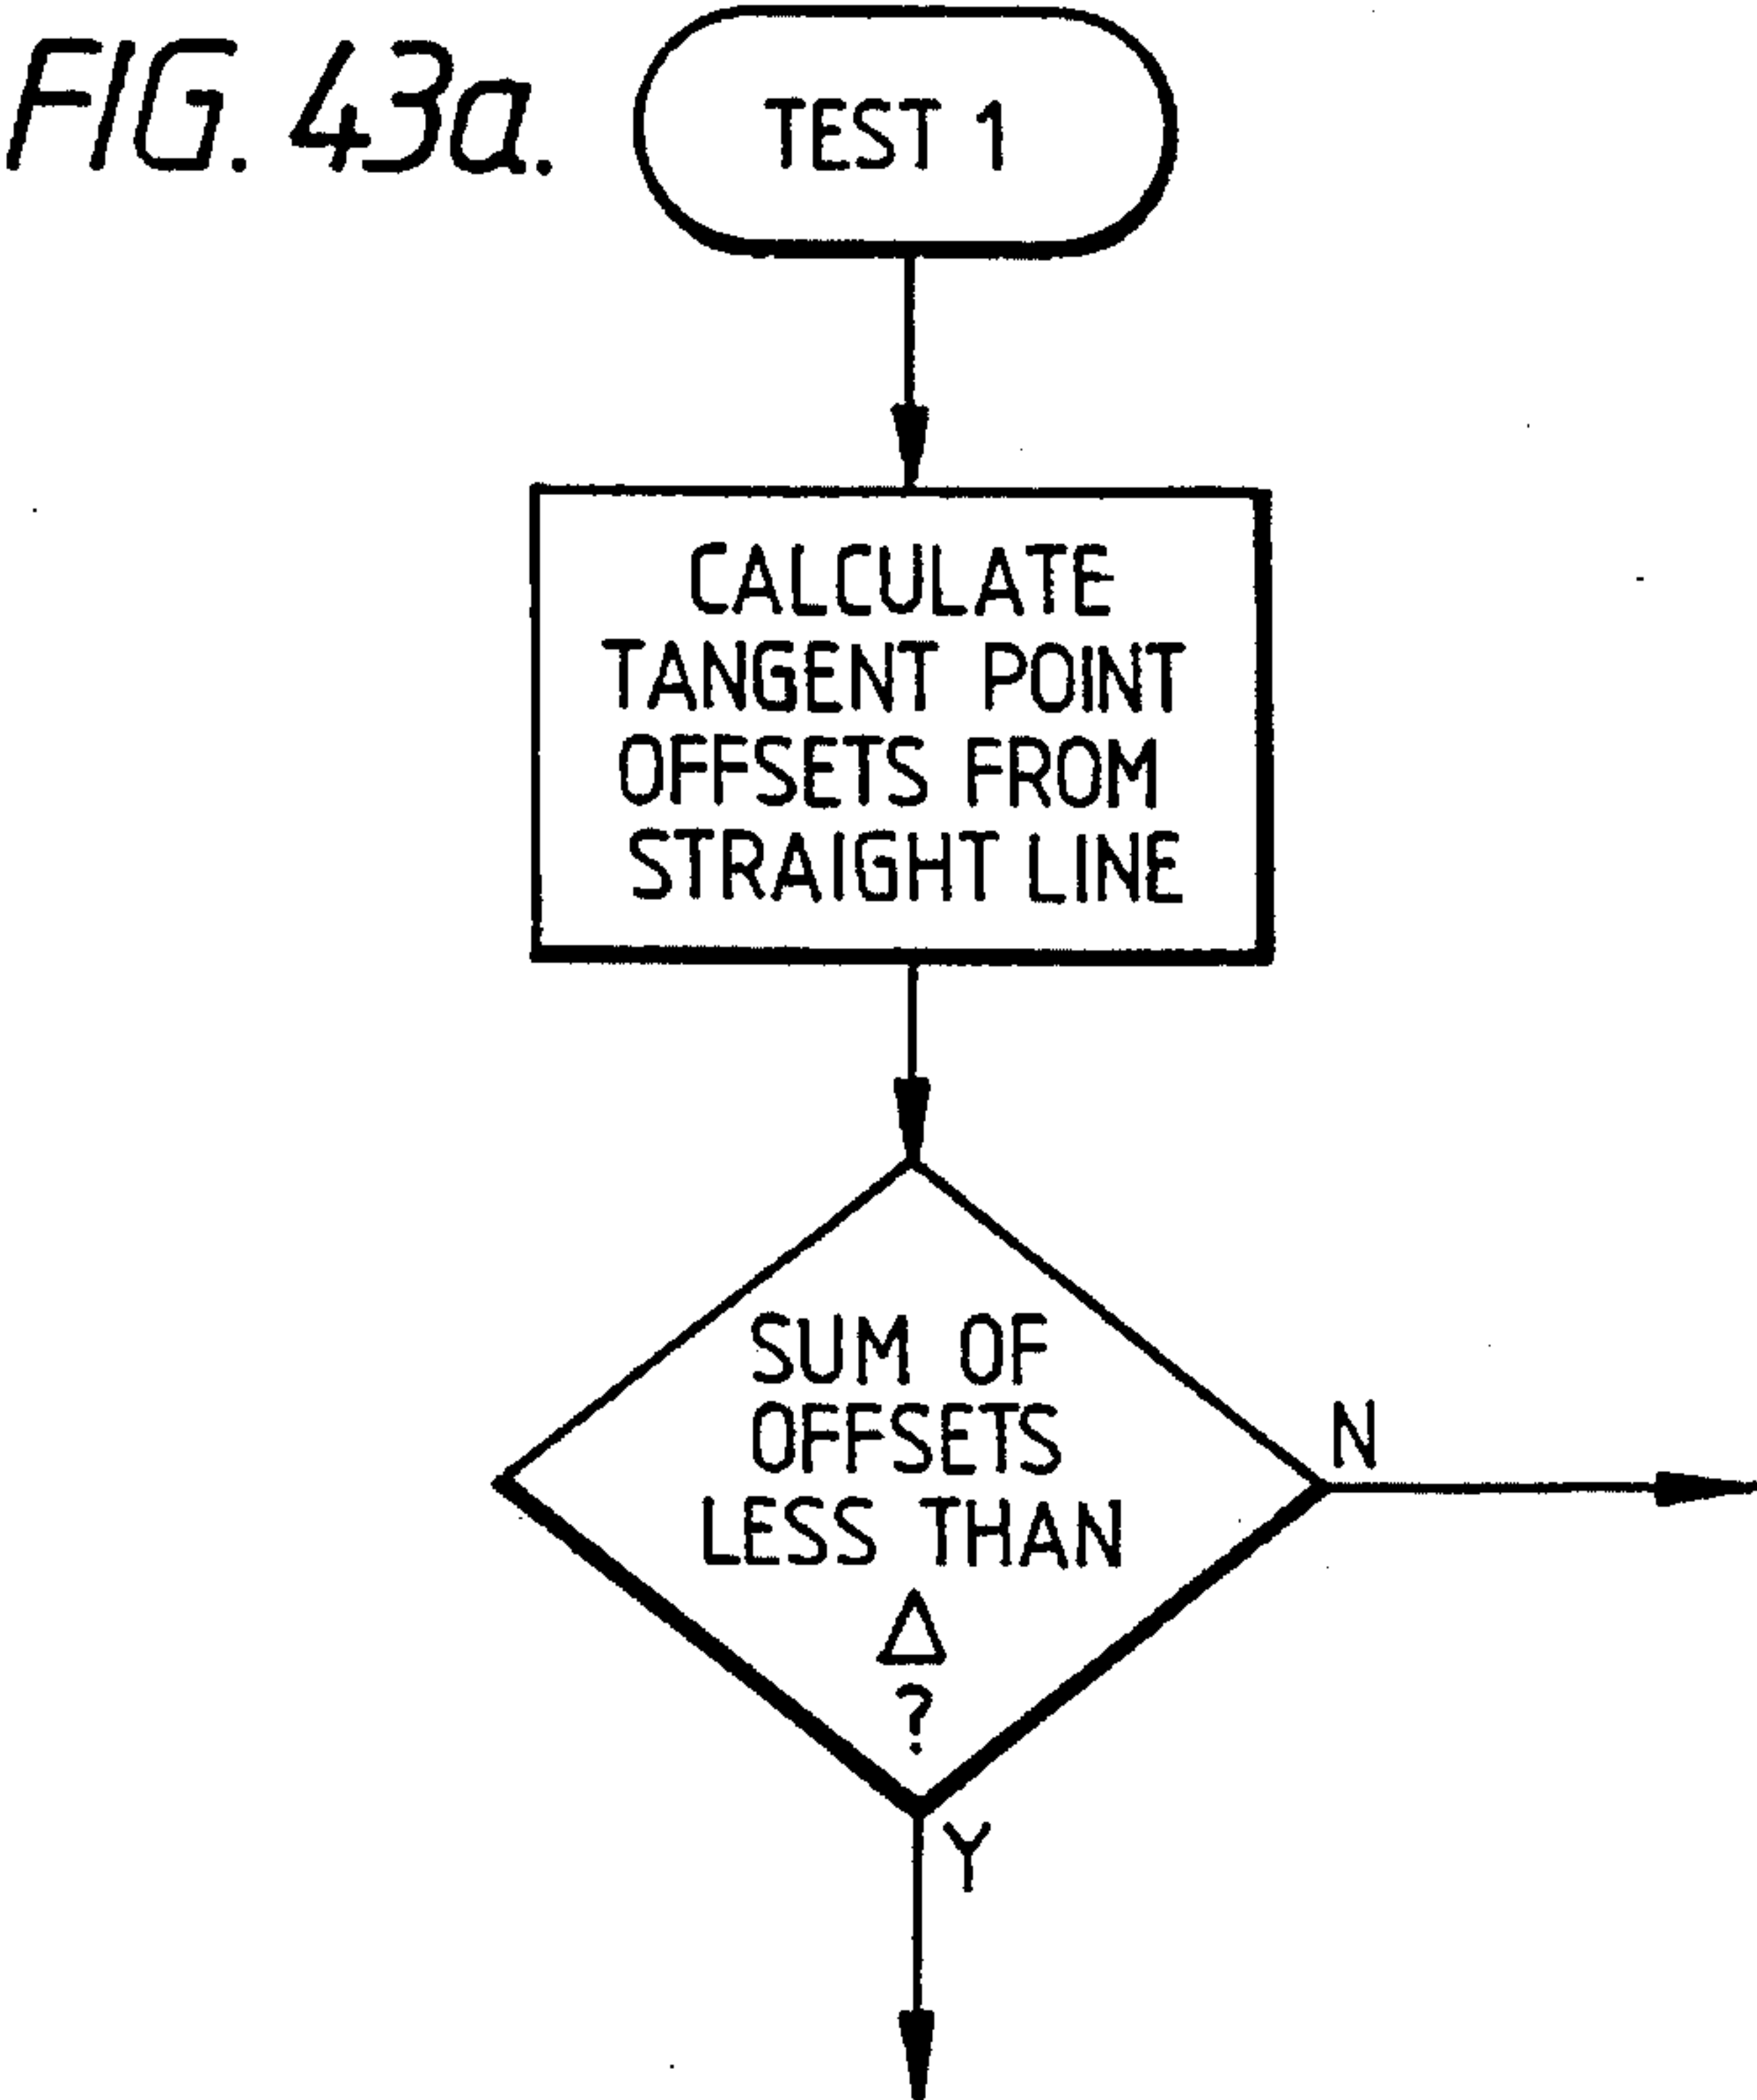 FIG. 43a.
TEST 1
CALCULATE
TANGENT POINT
OFFSETS FROM
STRAIGHT LINE
SUM OF
OFFSETS
LESS THAN
Δ
?
N
Y